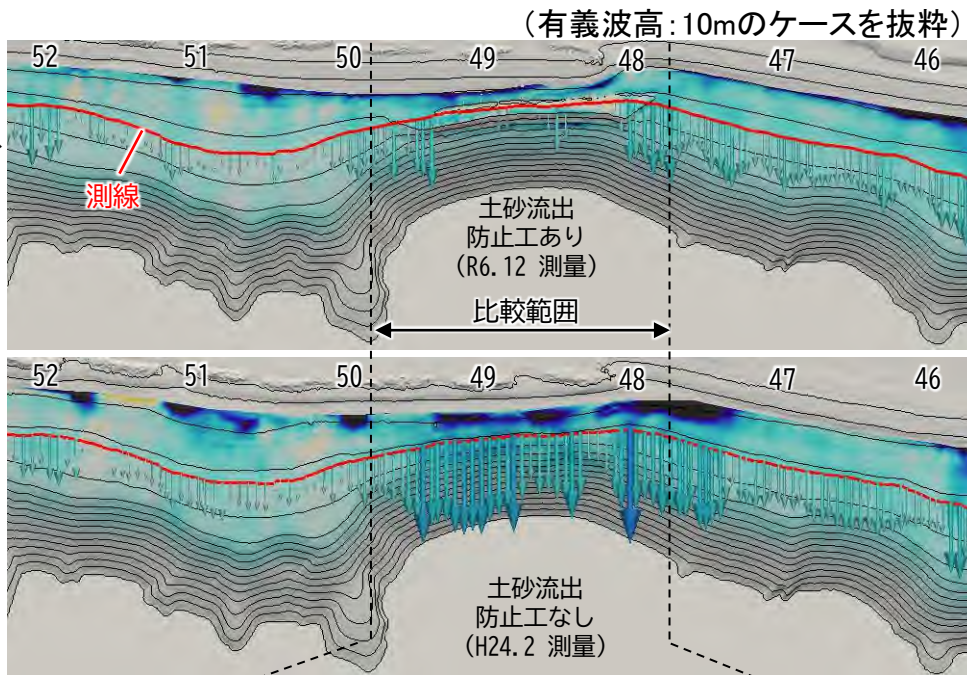 (有義波高:10mのケースを抜粋)
52 51 50 49 48 47 46
測線
土砂流出
防止工あり
(R6.12 測量)
比較範囲
52 51 50 49 48 47 46
土砂流出
防止工なし
(H24.2 測量)